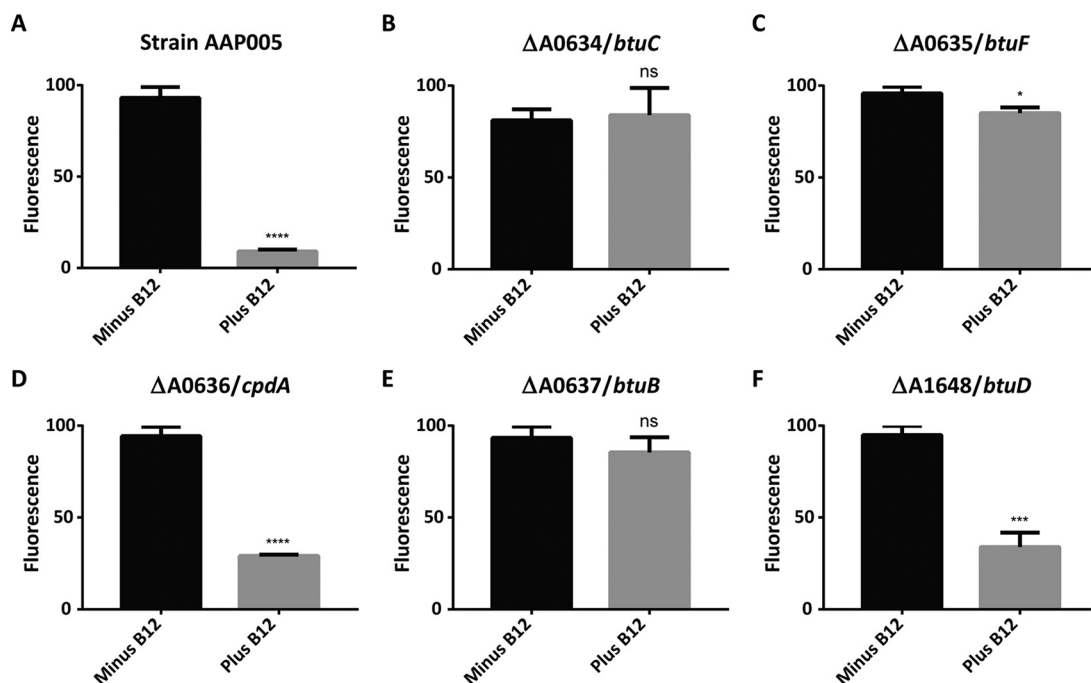 A
Strain AAP005
Fluorescence
100
50
0
****
Minus B12
Plus B12
B
ΔA0634/btuC
Fluorescence
100
50
0
ns
Minus B12
Plus B12
C
ΔA0635/btuF
Fluorescence
100
50
0
*
Minus B12
Plus B12
D
ΔA0636/cpdA
Fluorescence
100
50
0
****
Minus B12
Plus B12
E
ΔA0637/btuB
Fluorescence
100
50
0
ns
Minus B12
Plus B12
F
ΔA1648/btuD
Fluorescence
100
50
0
***
Minus B12
Plus B12